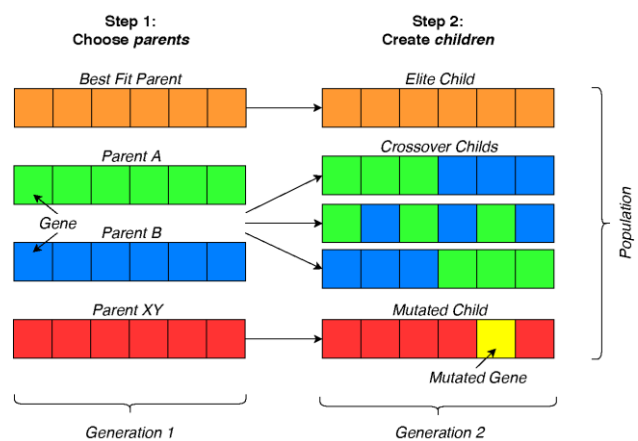 Step 1:
Choose parents
Step 2:
Create children
Best Fit Parent
Elite Child
Parent A
Crossover Childs
Gene
Parent B
Parent XY
Mutated Child
Mutated Gene
Population
Generation 1
Generation 2